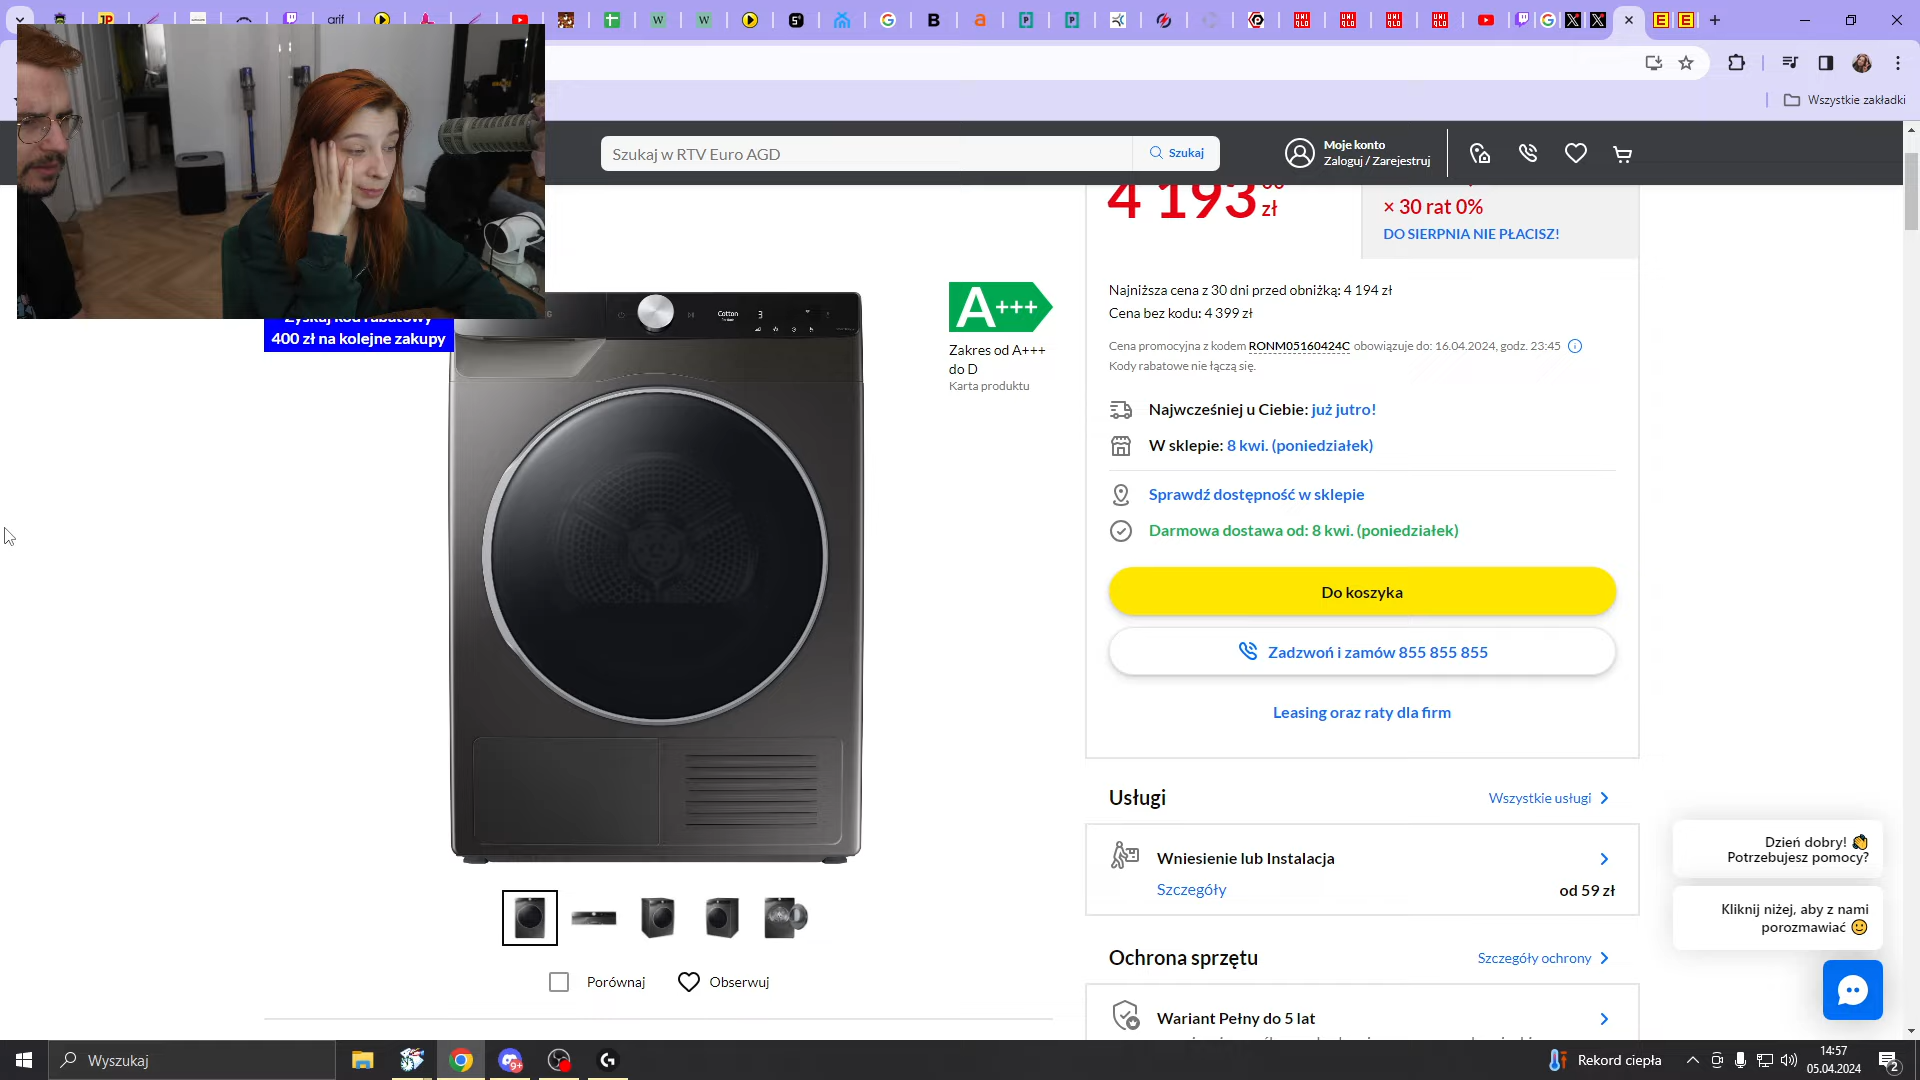 Wszystkie zakładki
Szukaj w RTV Euro AGD
Szukaj
Moje konto
Zaloguj / Zarejestruj
4 193 zł
× 30 rat 0%
DO SIERPNIA NIE PŁACISZ!
400 zł na kolejne zakupy
Cotton
A+++
Zakres od A+++
do D
Karta produktu
Najniższa cena z 30 dni przed obniżką: 4 194 zł
Cena bez kodu: 4 399 zł
Cena promocyjna z kodem RONM05160424C obowiązuje do: 16.04.2024, godz. 23:45
Kody rabatowe nie łączą się.
Najwcześniej u Ciebie: już jutro!
W sklepie: 8 kwi. (poniedziałek)
Sprawdź dostępność w sklepie
Darmowa dostawa od: 8 kwi. (poniedziałek)
Do koszyka
Zadzwoń i zamów 855 855 855
Leasing oraz raty dla firm
Usługi
Wszystkie usługi
Wniesienie lub Instalacja
Szczegóły
od 59 zł
Ochrona sprzętu
Szczegóły ochrony
Wariant Pełny do 5 lat
Porównaj
Obserwuj
Dzień dobry! 👏
Potrzebujesz pomocy?
Kliknij niżej, aby z nami
porozmawiać 🙂
Wyszukaj
Rekord ciepła
14:57
05.04.2024
2